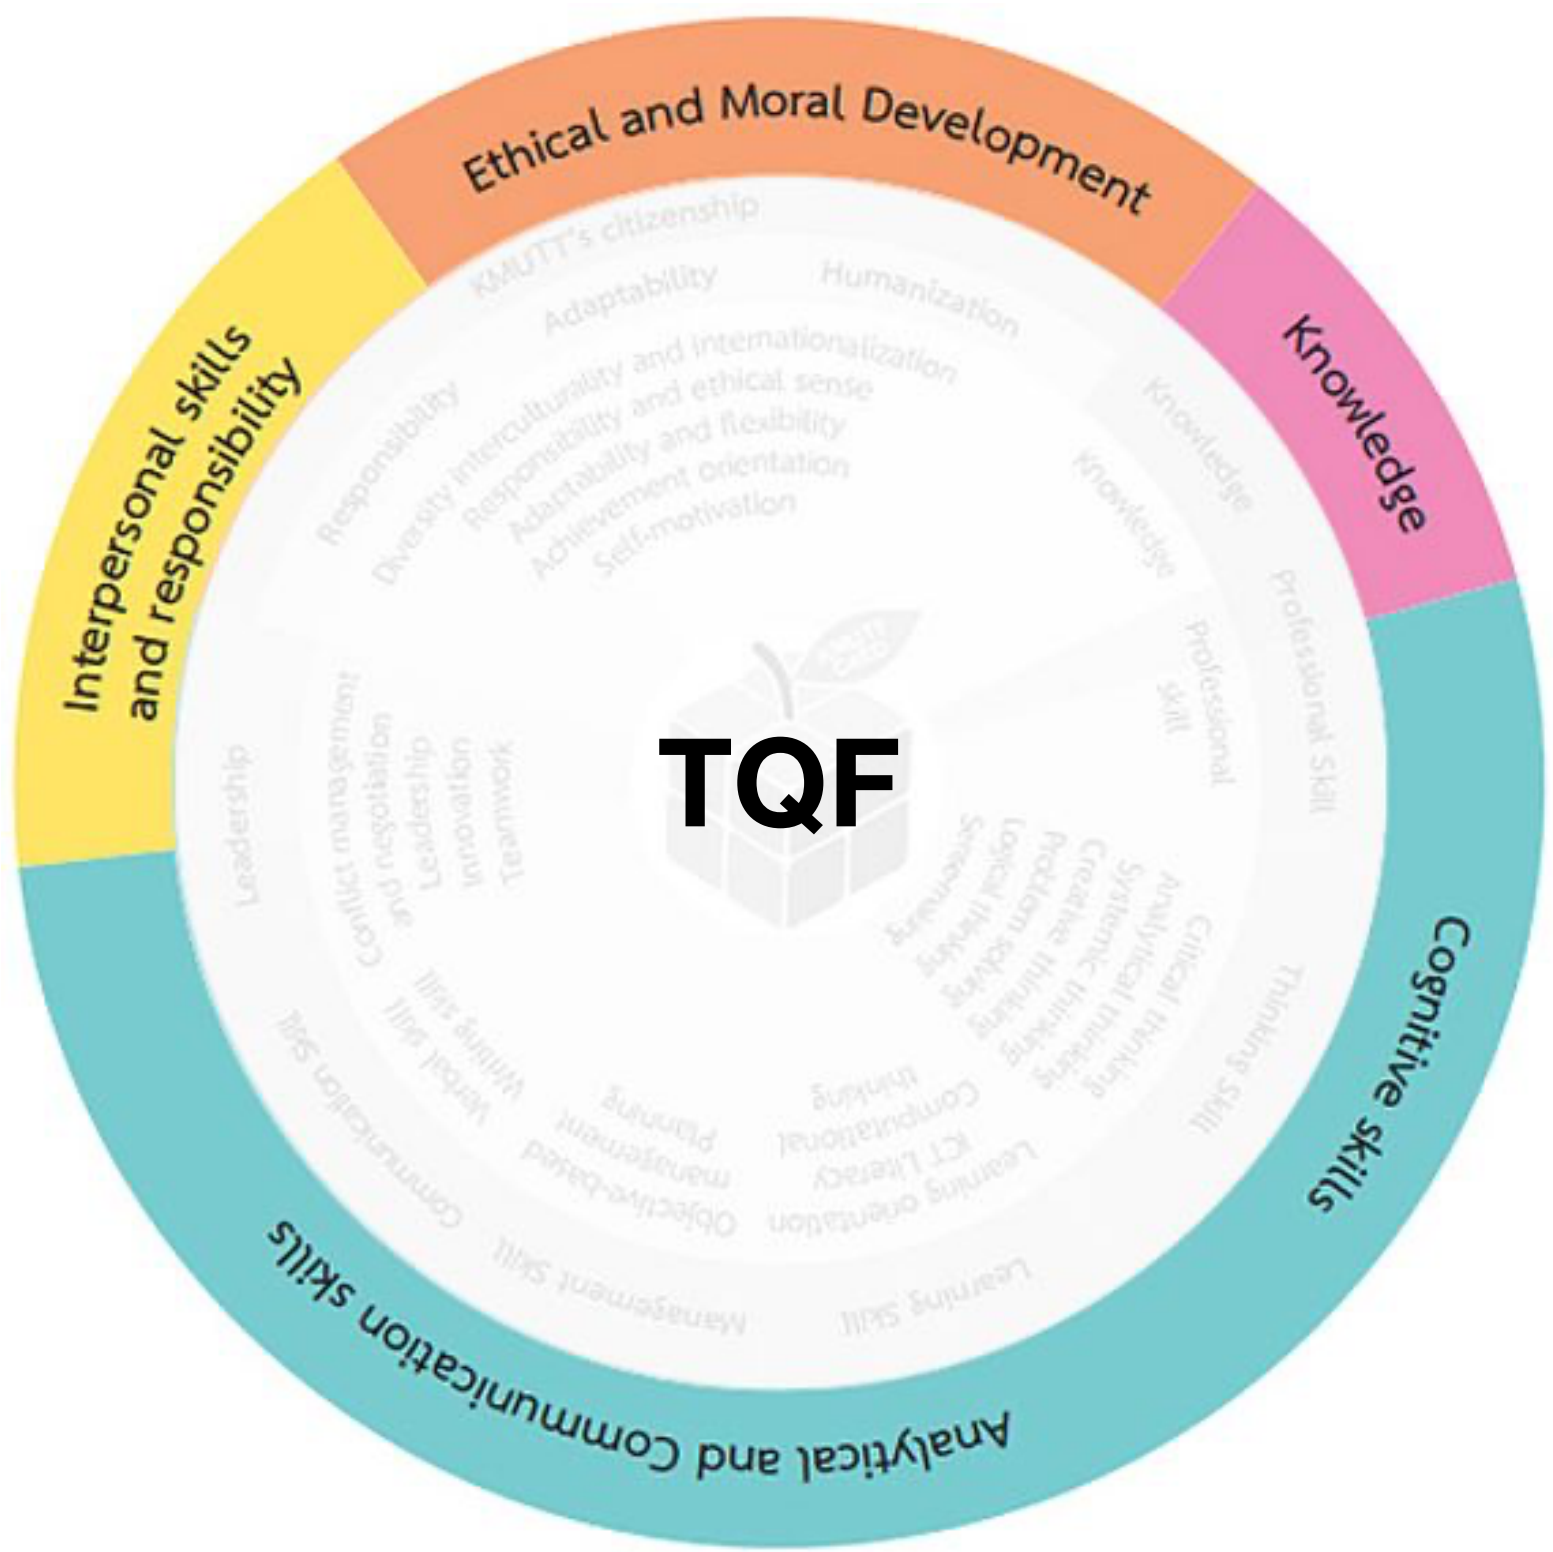 Ethical and Moral Development
Knowledge
Cognitive skills
Analytical and Communication skills
Interpersonal skills
and responsibility
KMUTT's citizenship
Knowledge
Professional Skill
Thinking Skill
Learning Skill
Management Skill
Communication Skill
Leadership
Responsibility
Adaptability
Humanization
Diversity interculturality and internationalization
Responsibility and ethical sense
Adaptability and flexibility
Achievement orientation
Self-motivation
Knowledge
Professional
skill
Critical thinking
Analytical thinking
Systemic thinking
Creative thinking
Problem solving
Logical thinking
Sensemaking
Learning orientation
ICT Literacy
Computational
thinking
Objective-based
management
Planning
Verbal skill
Writing skill
Conflict management
and negotiation
Leadership
Innovation
Teamwork
TQF